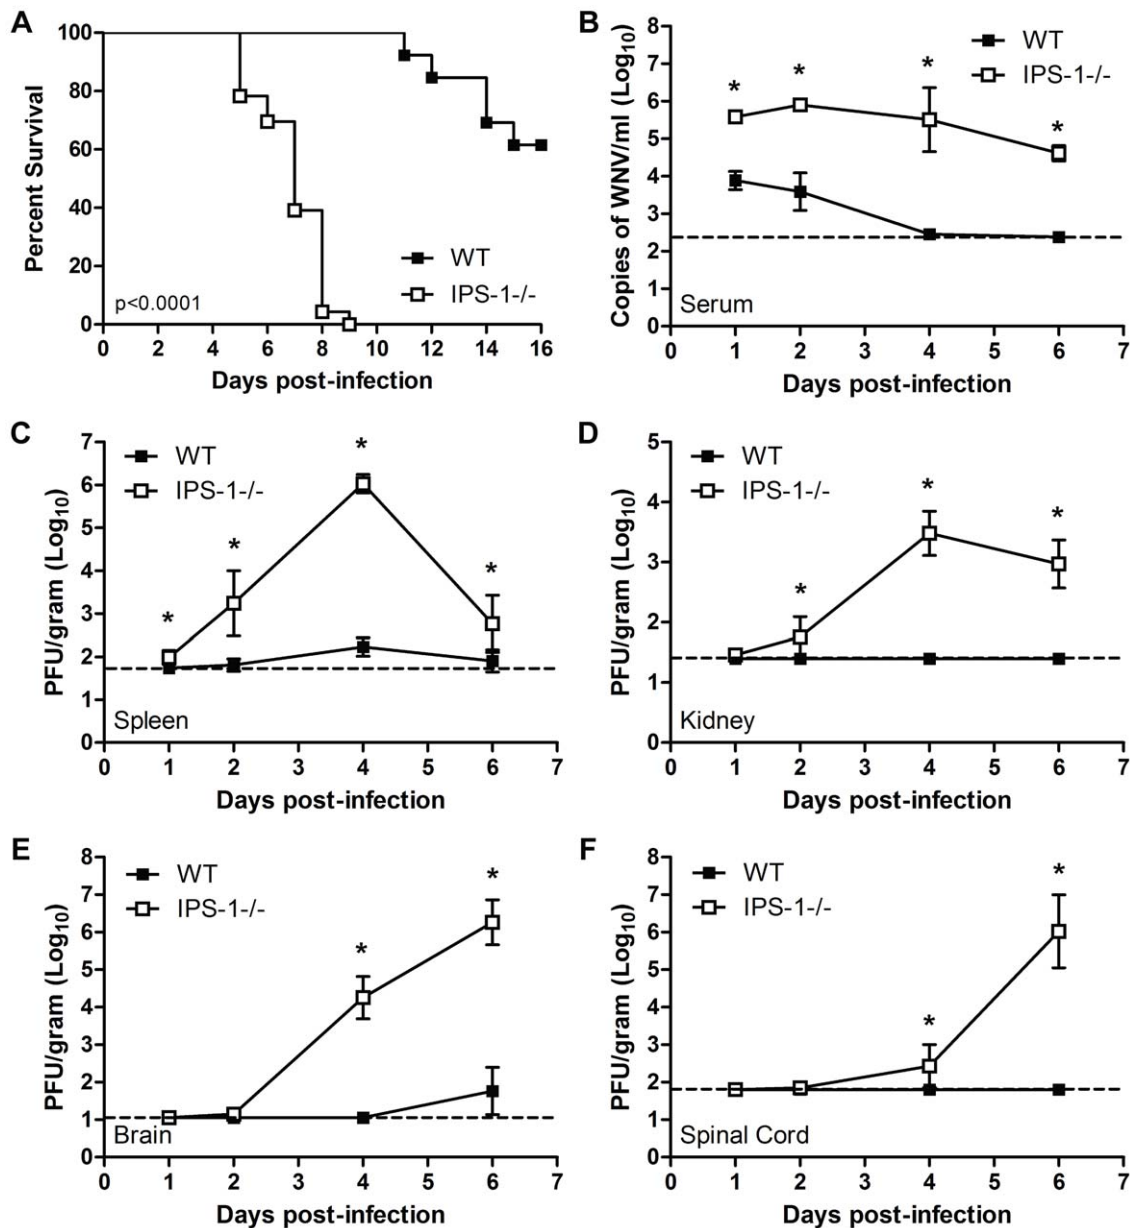 A
Percent Survival
100
80
60
40
20
0
WT
IPS-1-/-
p<0.0001
0 2 4 6 8 10 12 14 16
Days post-infection
B
Copies of WNV/ml (Log10)
8
7
6
5
4
3
2
1
0
WT
IPS-1-/-
* * * *
Serum
0 1 2 3 4 5 6 7
Days post-infection
C
PFU/gram (Log10)
7
6
5
4
3
2
1
0
WT
IPS-1-/-
* * * *
Spleen
0 1 2 3 4 5 6 7
Days post-infection
D
PFU/gram (Log10)
5
4
3
2
1
0
WT
IPS-1-/-
* * *
Kidney
0 1 2 3 4 5 6 7
Days post-infection
E
PFU/gram (Log10)
8
7
6
5
4
3
2
1
0
WT
IPS-1-/-
* *
Brain
0 1 2 3 4 5 6 7
Days post-infection
F
PFU/gram (Log10)
8
7
6
5
4
3
2
1
0
WT
IPS-1-/-
* *
Spinal Cord
0 1 2 3 4 5 6 7
Days post-infection